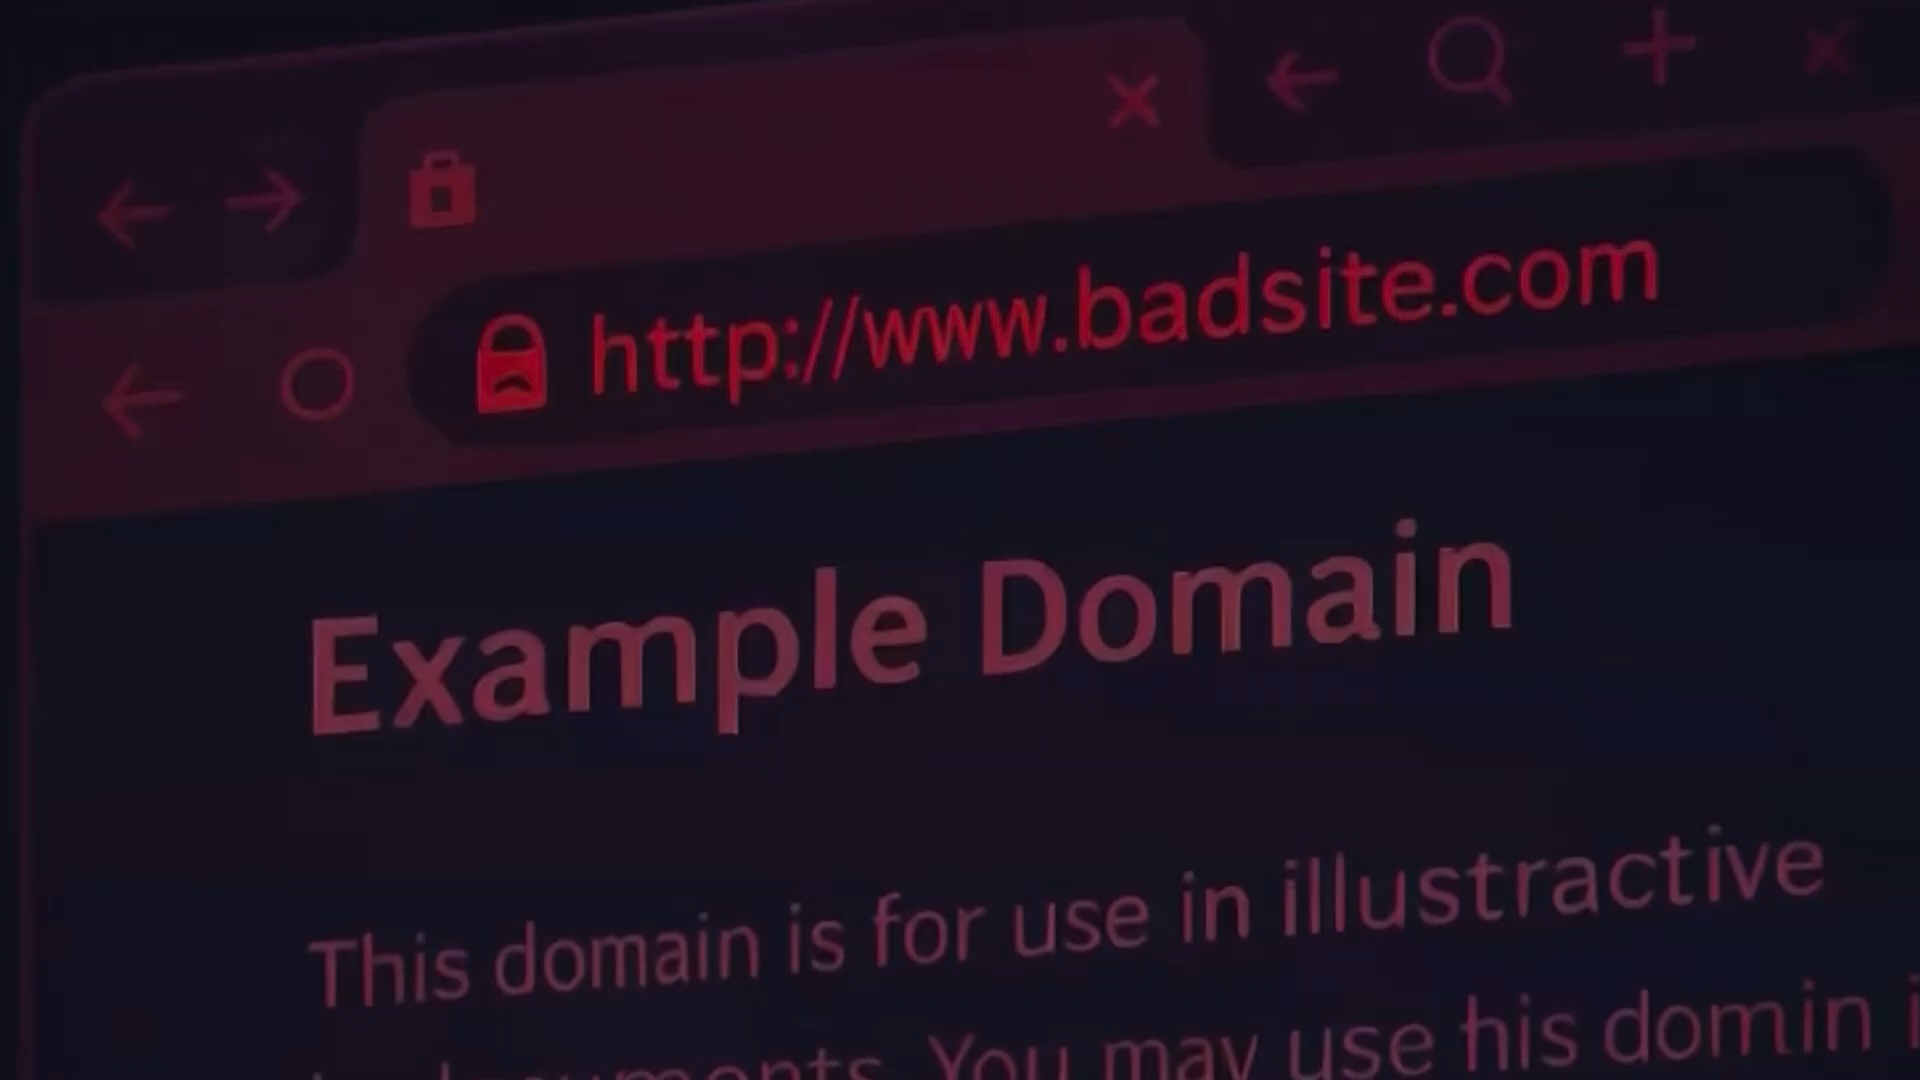 http://www.badsite.com
Example Domain
This domain is for use in illustractive
You may use his domin